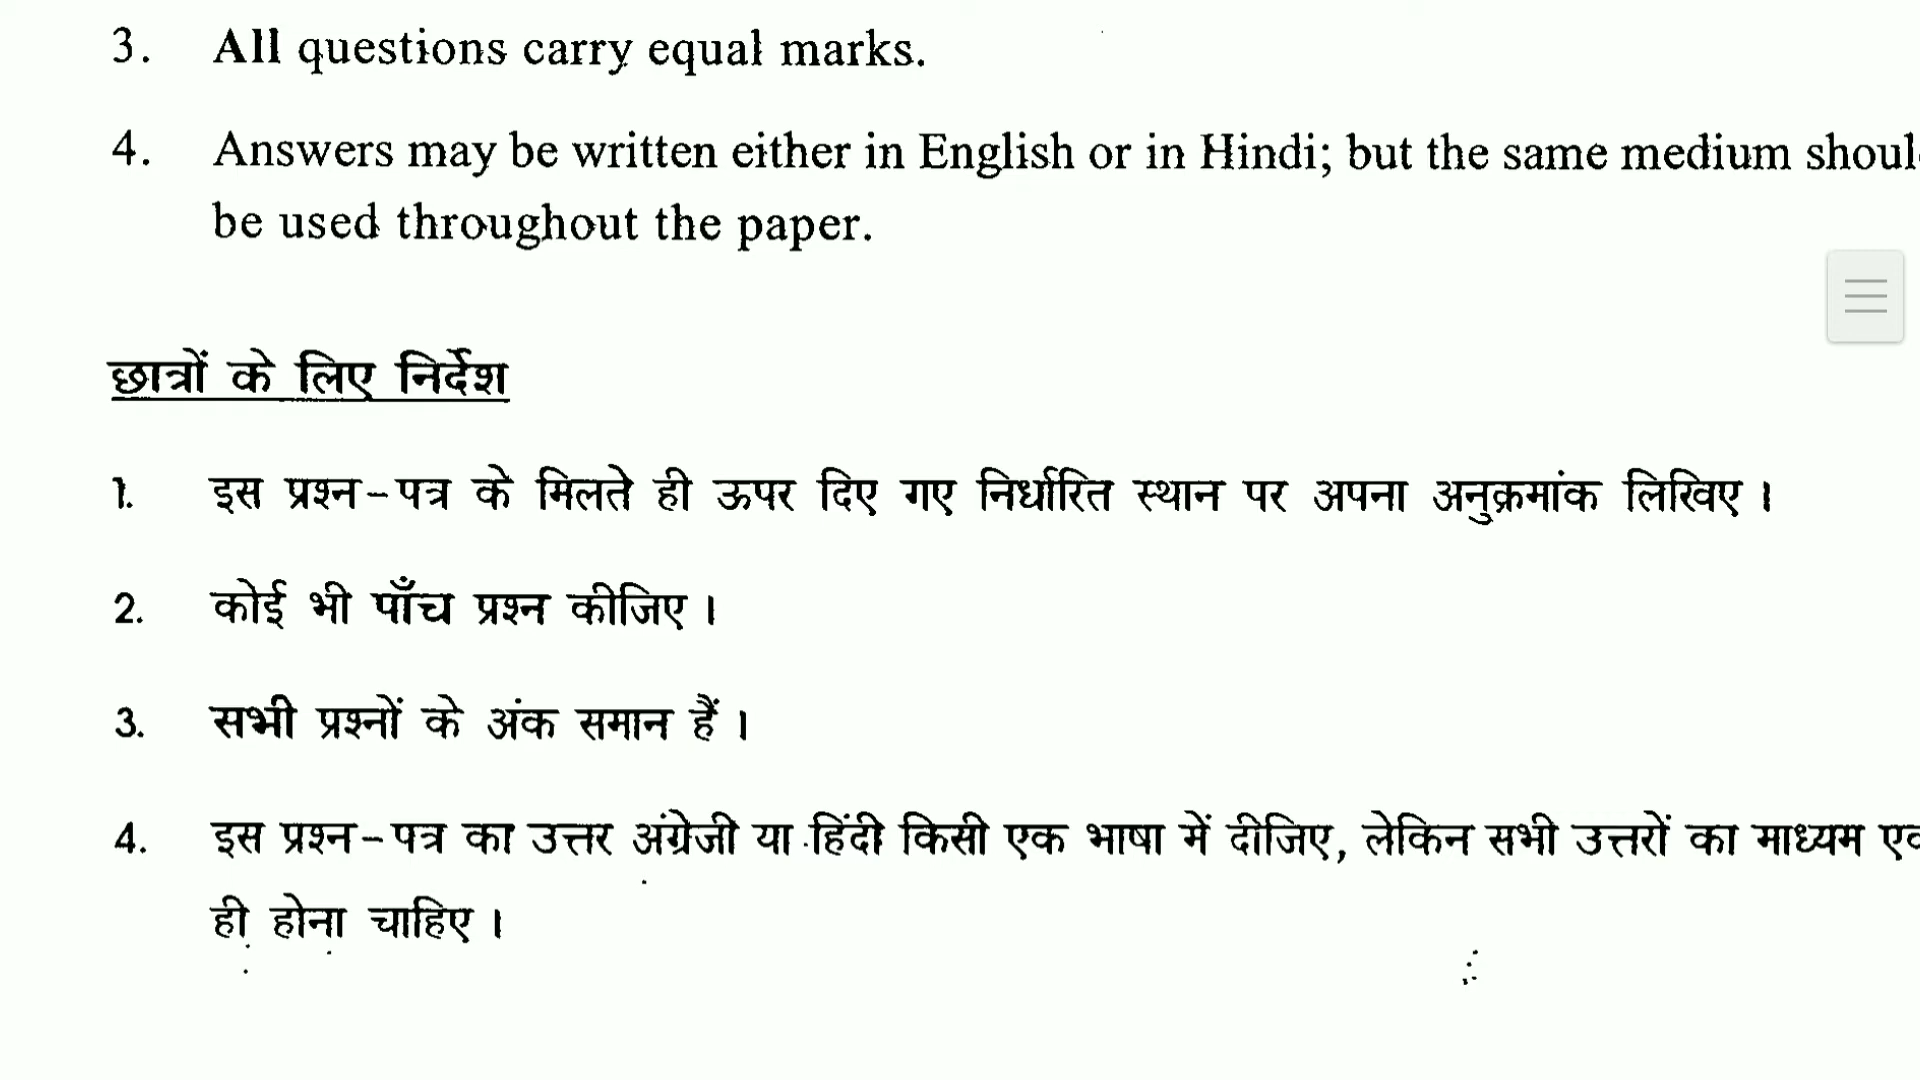 3. All questions carry equal marks.
4. Answers may be written either in English or in Hindi; but the same medium
be used throughout the paper.
छात्रों के लिए निर्देश
1. इस प्रश्न-पत्र के मिलते ही ऊपर दिए गए निर्धारित स्थान पर अपना अनुक्रमांक लिखिए ।
2. कोई भी पाँच प्रश्न कीजिए ।
3. सभी प्रश्नों के अंक समान हैं ।
4. इस प्रश्न-पत्र का उत्तर अंग्रेजी या हिंदी किसी एक भाषा में दीजिए, लेकिन सभी उत्तरों का माध्यम
ही होना चाहिए ।